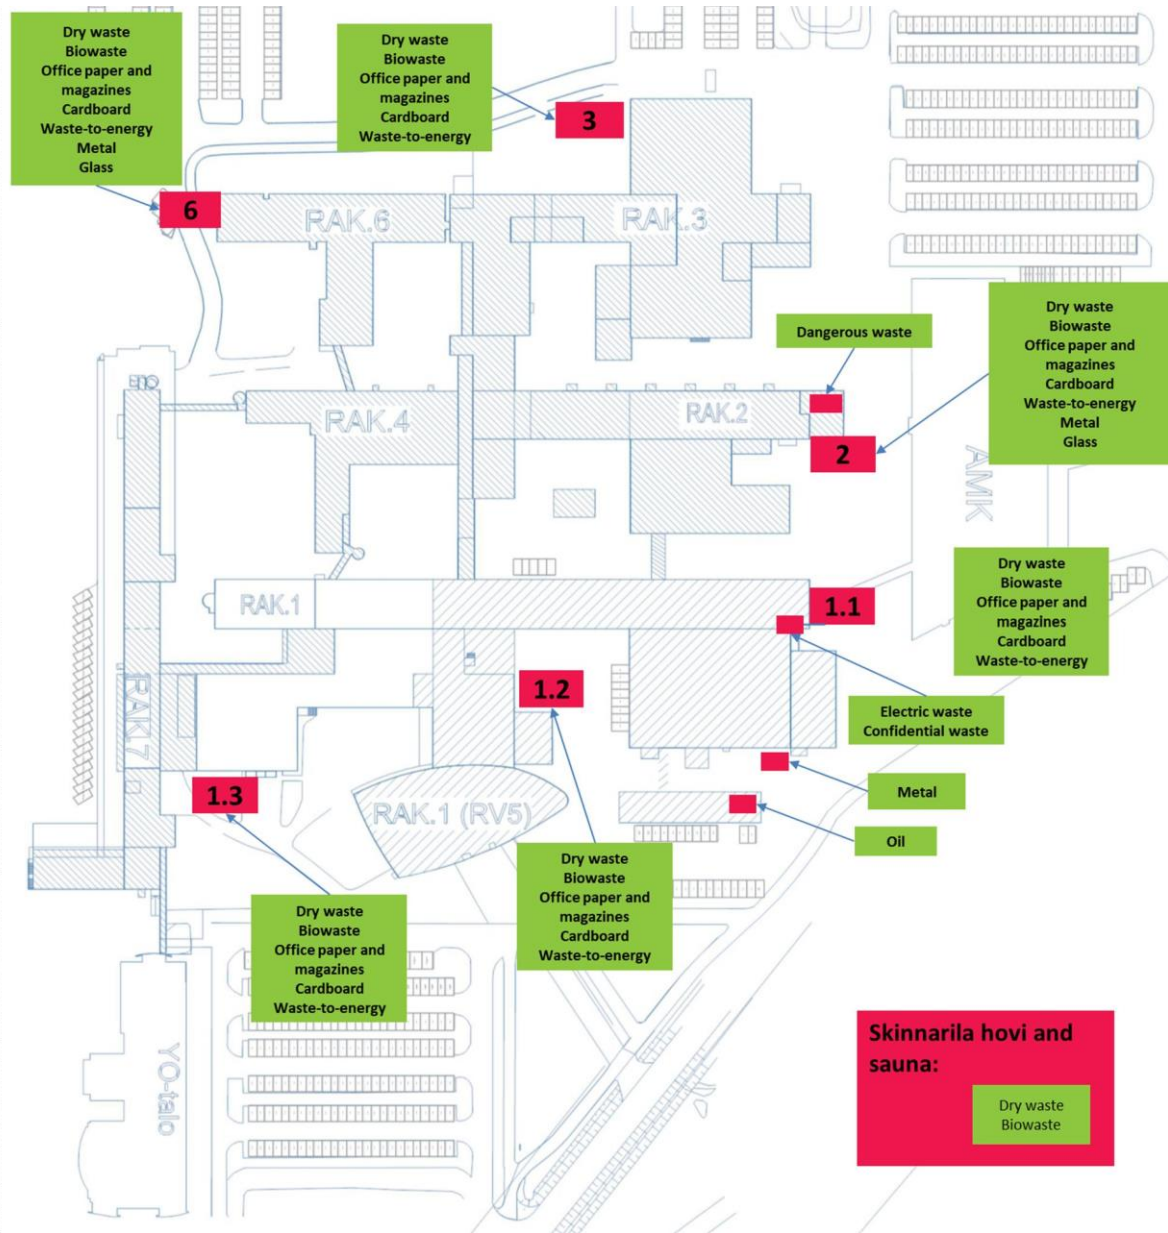 Dry waste
Biowaste
Office paper and
magazines
Cardboard
Waste-to-energy
Metal
Glass
Dry waste
Biowaste
Office paper and
magazines
Cardboard
Waste-to-energy
3
6
RAK.6
RAK.3
Dangerous waste
Dry waste
Biowaste
Office paper and
magazines
Cardboard
Waste-to-energy
Metal
Glass
RAK.4
RAK.2
2
AMK
Dry waste
Biowaste
Office paper and
magazines
Cardboard
Waste-to-energy
RAK.1
1.1
1.2
RAK.7
Electric waste
Confidential waste
Metal
1.3
RAK.1 (RV5)
Oil
Dry waste
Biowaste
Office paper and
magazines
Cardboard
Waste-to-energy
Dry waste
Biowaste
Office paper and
magazines
Cardboard
Waste-to-energy
YO-talo
Skinnarila hovi and
sauna:
Dry waste
Biowaste